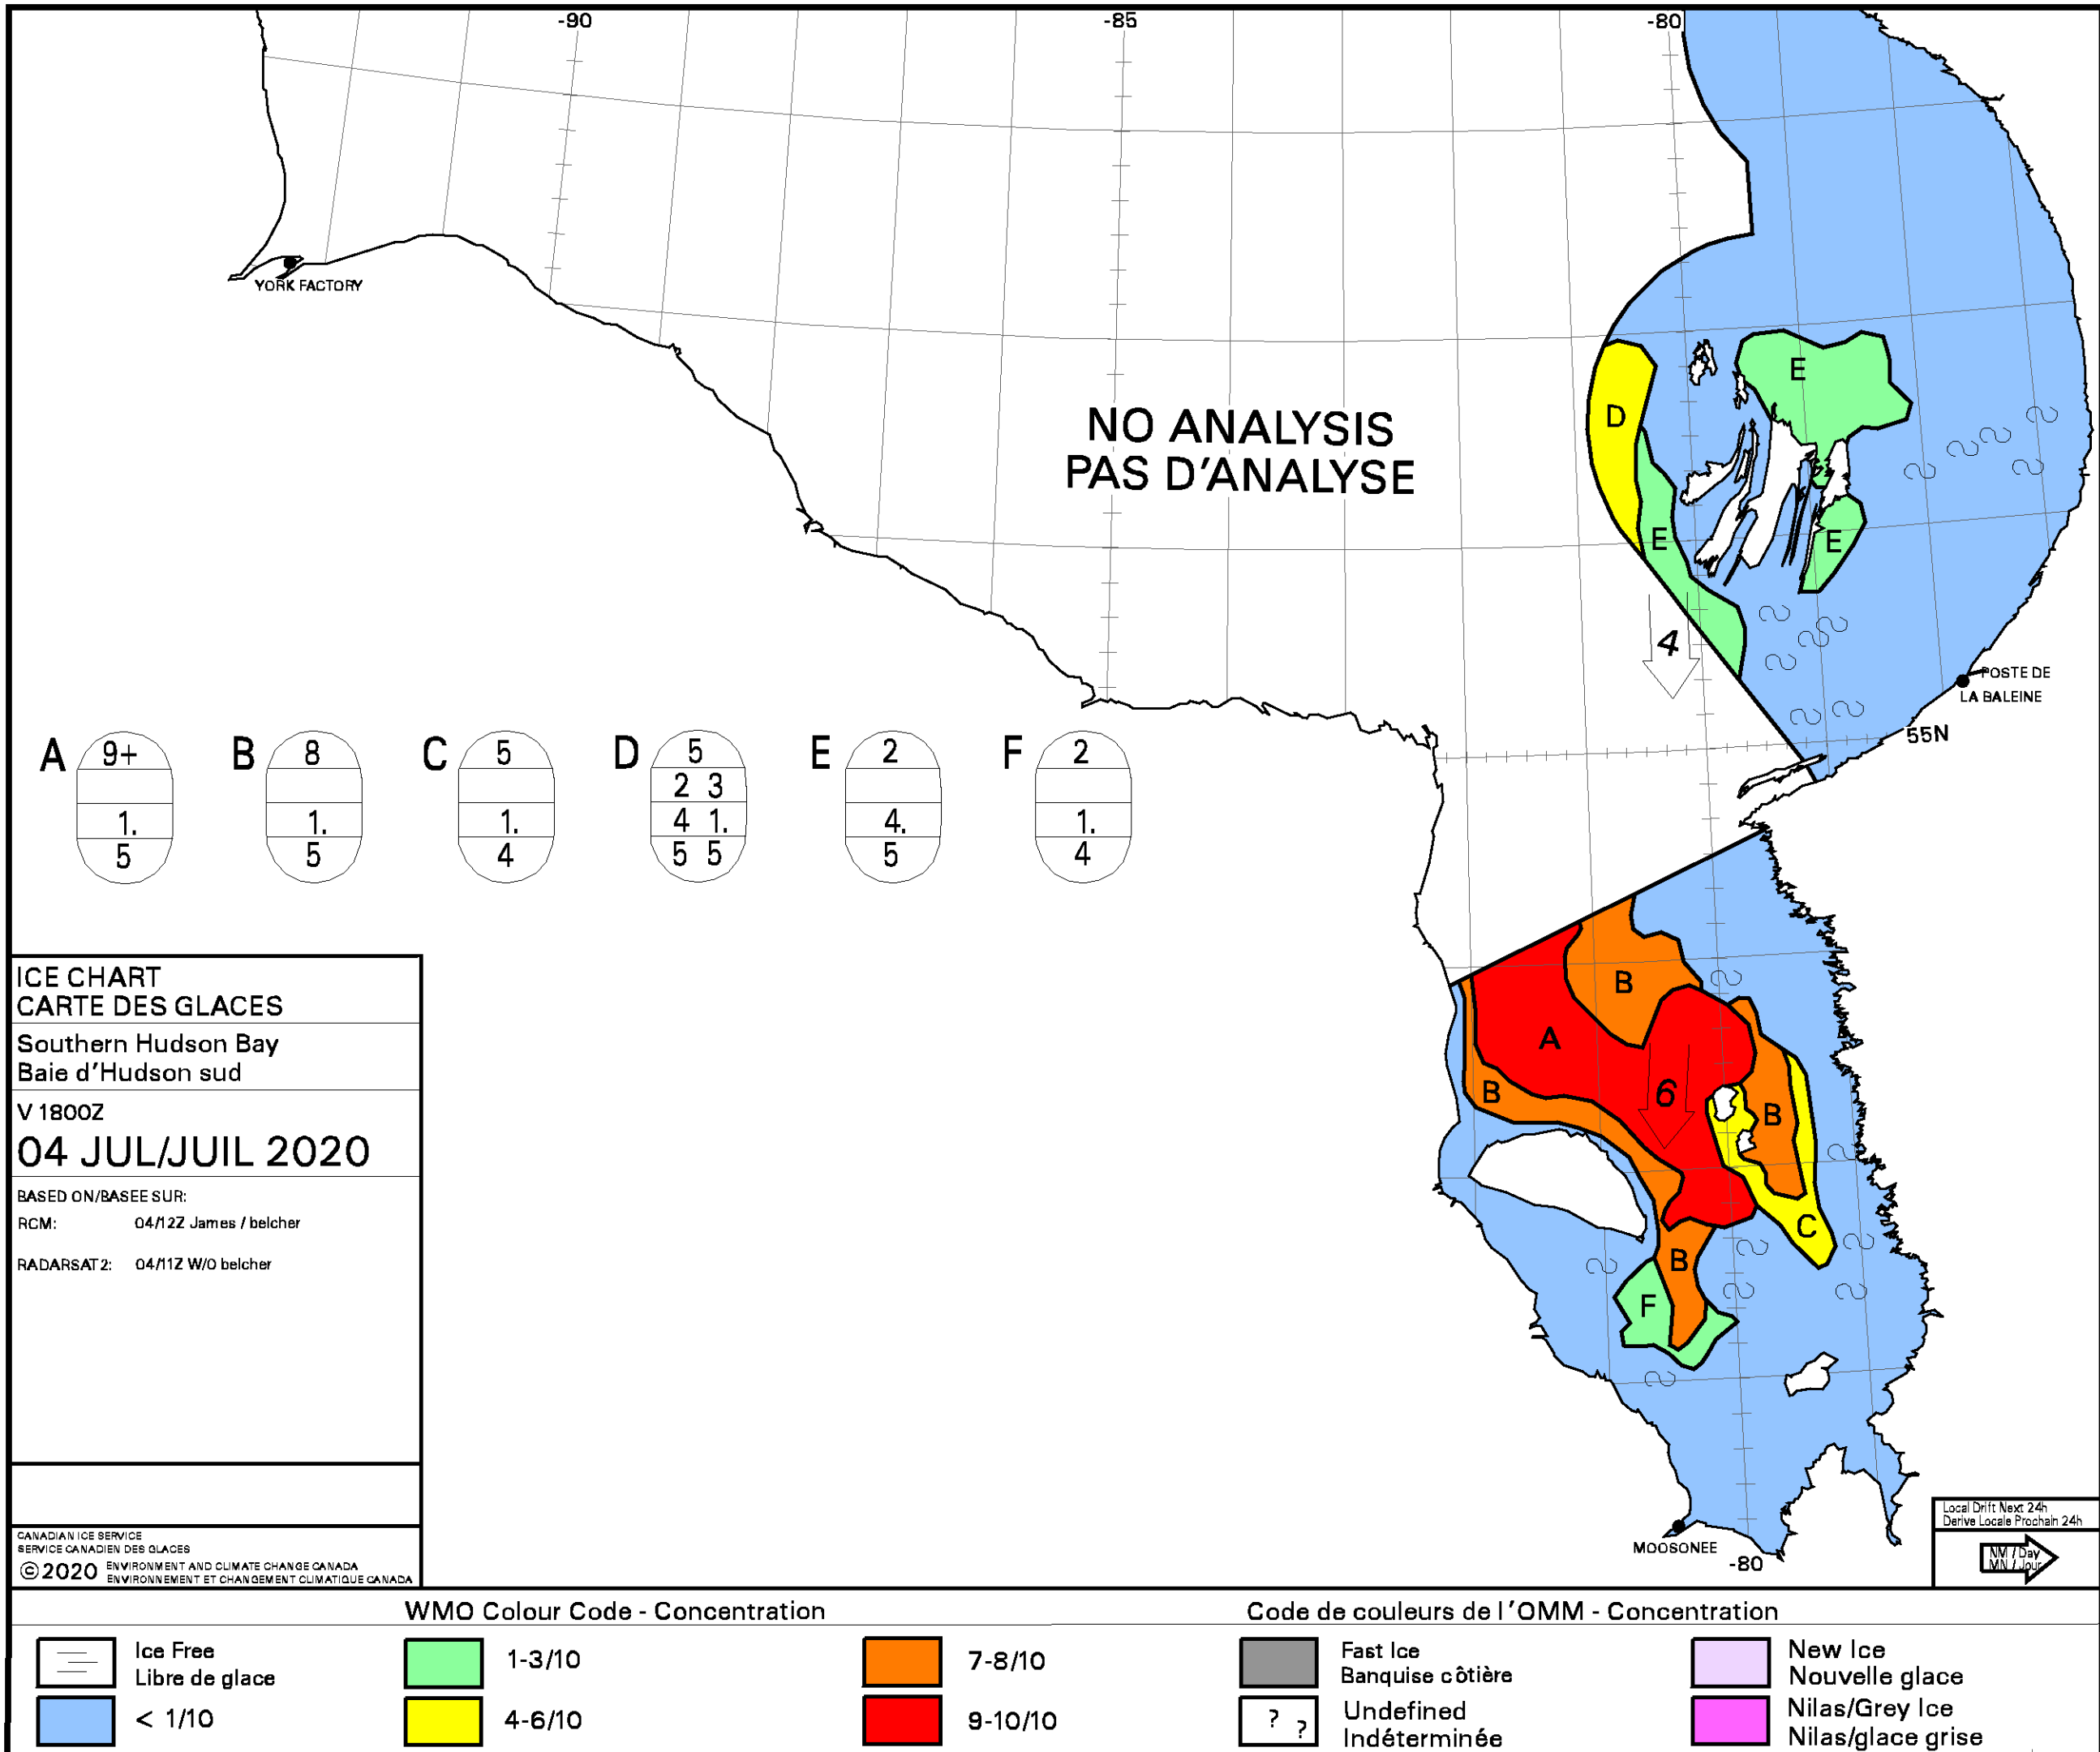 -90
-85
-80
YORK FACTORY
NO ANALYSIS
PAS D'ANALYSE
E
D
E
E
4
POSTE DE
LA BALEINE
55N
A
9+
1.
5
B
8
1.
5
C
5
1.
4
D
5
2 3
4 1.
5 5
E
2
4.
5
F
2
1.
4
B
A
B
6
B
C
B
F
MOOSONEE
-80
ICE CHART
CARTE DES GLACES
Southern Hudson Bay
Baie d'Hudson sud
V 1800Z
04 JUL/JUIL 2020
BASED ON/BASEE SUR:
RCM: 04/12Z James / belcher
RADARSAT2: 04/11Z W/O belcher
CANADIAN ICE SERVICE
SERVICE CANADIEN DES GLACES
©2020 ENVIRONMENT AND CLIMATE CHANGE CANADA
ENVIRONNEMENT ET CHANGEMENT CLIMATIQUE CANADA
Local Drift Next 24h
Derive Locale Prochain 24h
NM / Day
MN / Jour
WMO Colour Code - Concentration
Code de couleurs de l'OMM - Concentration
Ice Free
Libre de glace
< 1/10
1-3/10
4-6/10
7-8/10
9-10/10
Fast Ice
Banquise côtière
? ?
Undefined
Indéterminée
New Ice
Nouvelle glace
Nilas/Grey Ice
Nilas/glace grise